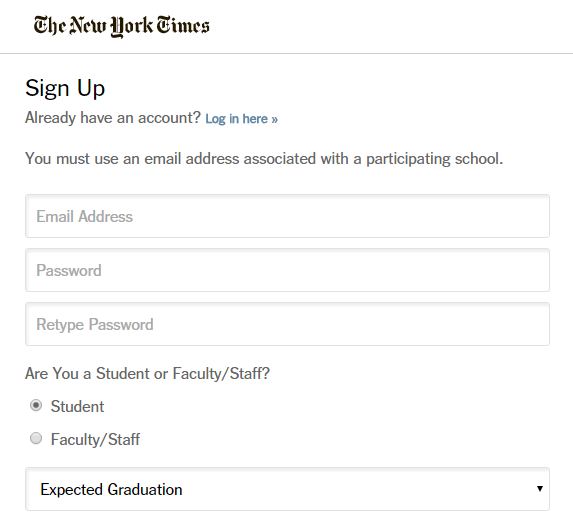 The New York Times
Sign Up
Already have an account? Log in here »
You must use an email address associated with a participating school.
Email Address
Password
Retype Password
Are You a Student or Faculty/Staff?
Student
Faculty/Staff
Expected Graduation